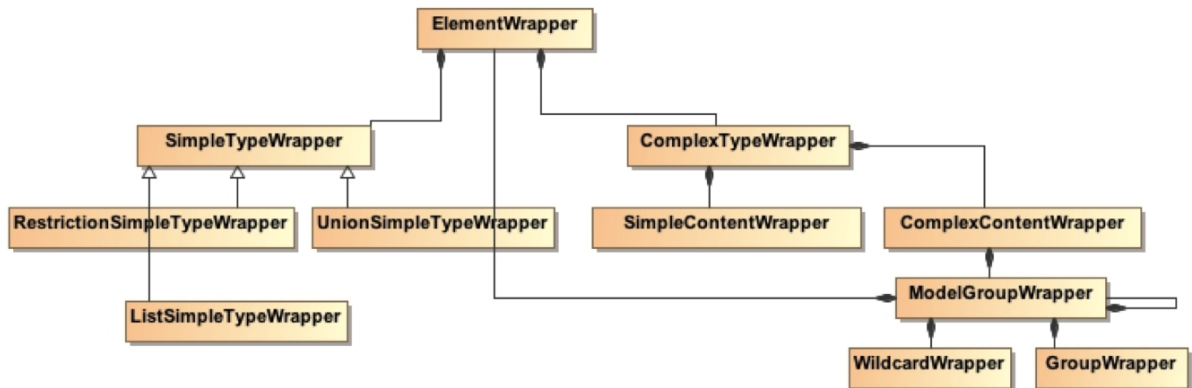 ElementWrapper
SimpleTypeWrapper
ComplexTypeWrapper
RestrictionSimpleTypeWrapper
UnionSimpleTypeWrapper
SimpleContentWrapper
ComplexContentWrapper
ListSimpleTypeWrapper
ModelGroupWrapper
WildcardWrapper
GroupWrapper